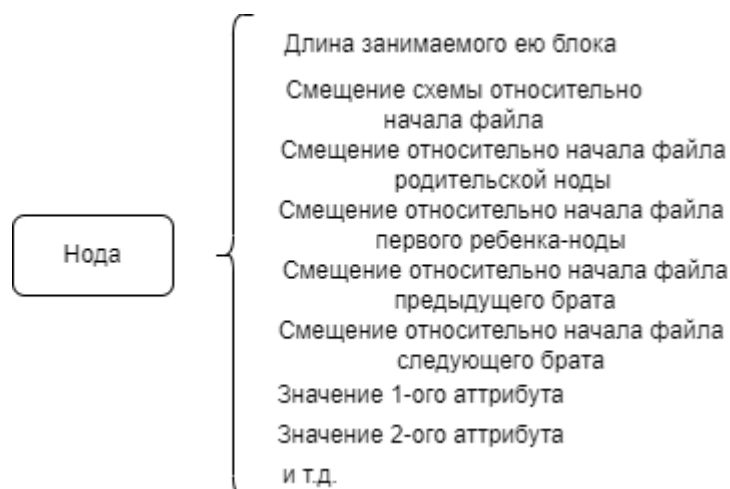 Нода
Длина занимаемого ею блока
Смещение схемы относительно
начала файла
Смещение относительно начала файла
родительской ноды
Смещение относительно начала файла
первого ребенка-ноды
Смещение относительно начала файла
предыдущего брата
Смещение относительно начала файла
следующего брата
Значение 1-ого аттрибута
Значение 2-ого аттрибута
и т.д.